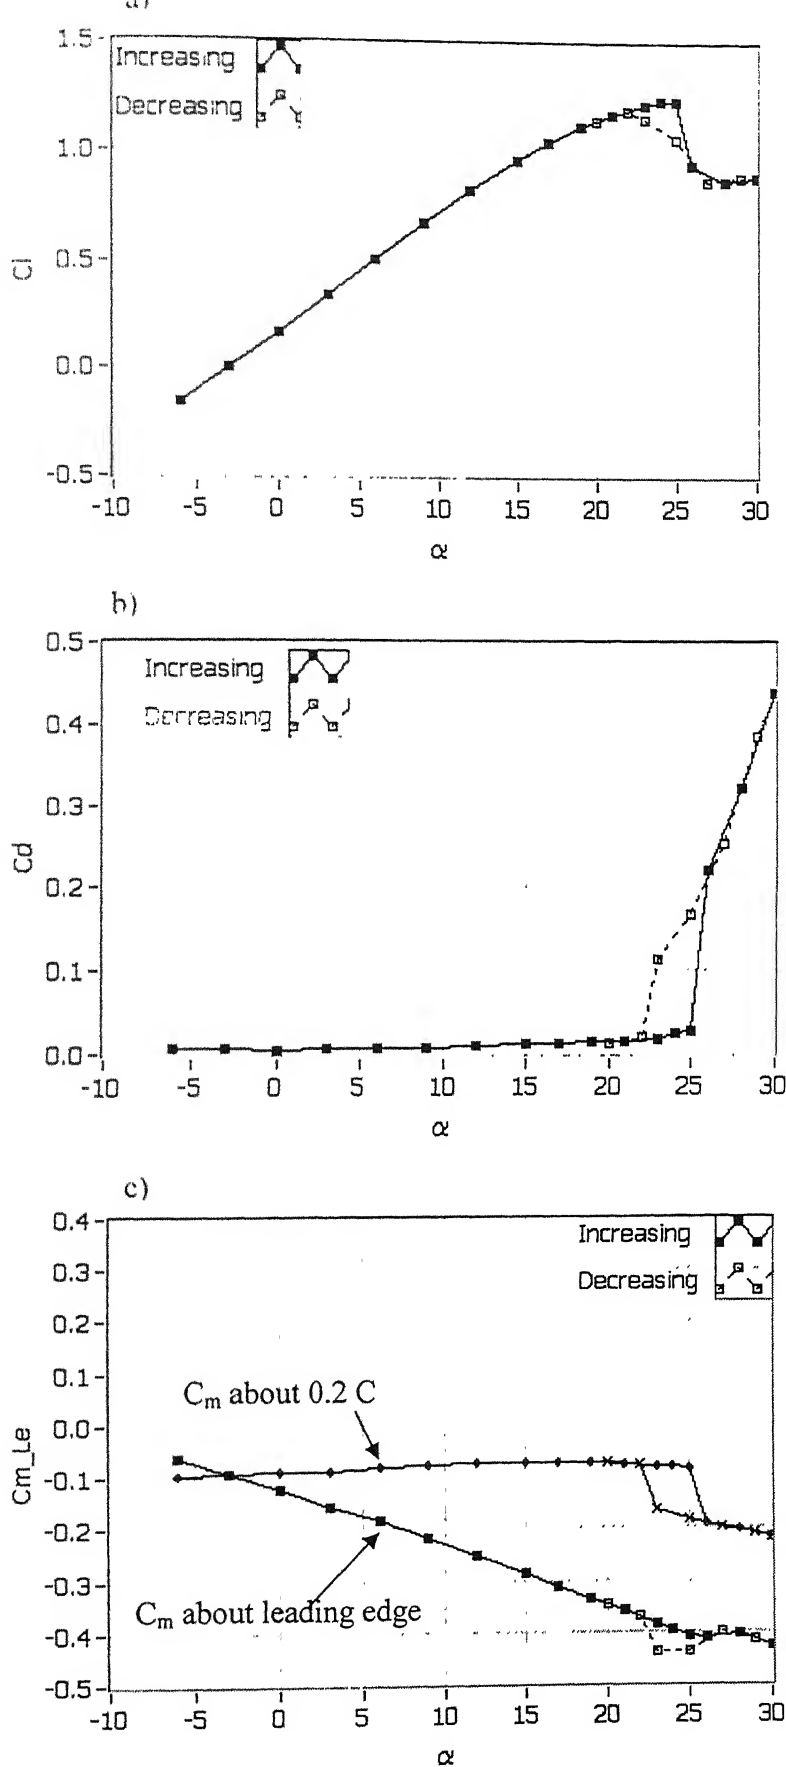 a)
1.5
Increasing
Decreasing
1.0
0.5
Cl
0.0
-0.5
-10 -5 0 5 10 15 20 25 30
α
b)
0.5
Increasing
Decreasing
0.4
0.3
Cd
0.2
0.1
0.0
-10 -5 0 5 10 15 20 25 30
α
c)
0.4
Increasing
0.3
Decreasing
0.2
0.1
Cm about 0.2 C
0.0
Cm_Le
-0.1
-0.2
-0.3
Cm about leading edge
-0.4
-0.5
-10 -5 0 5 10 15 20 25 30
α